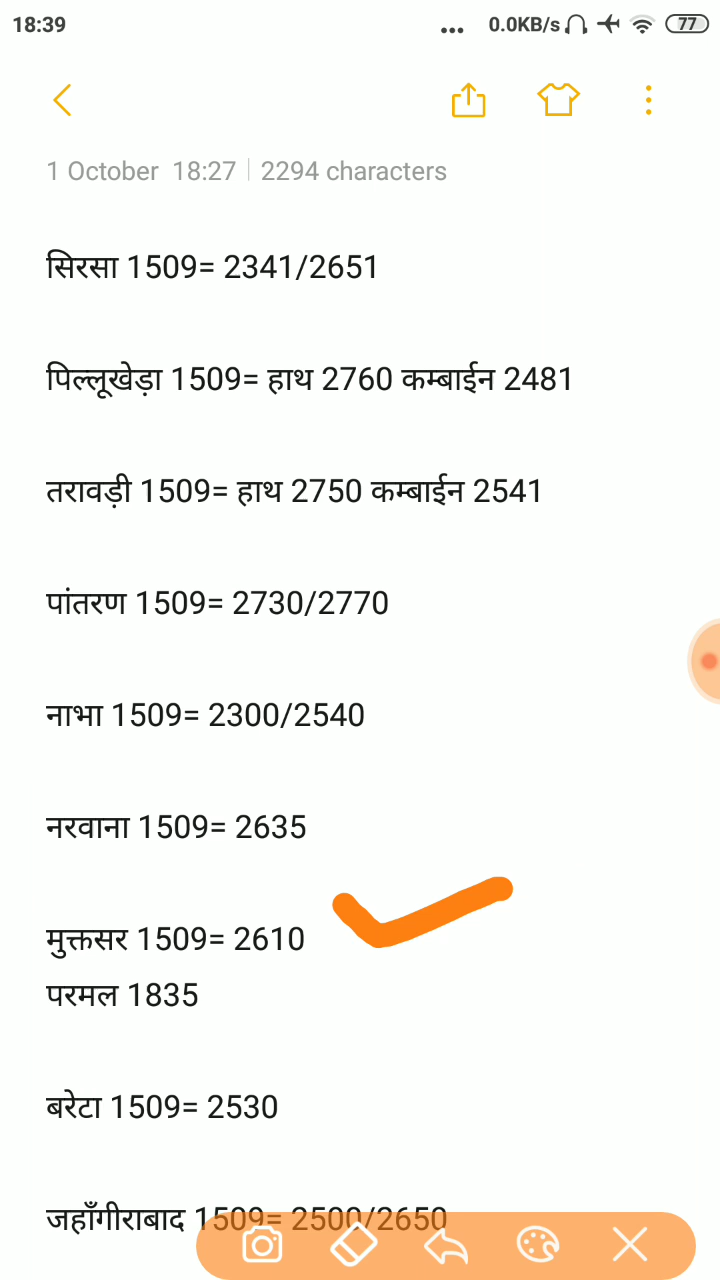 18:39 ... 0.0KB/s 77
1 October 18:27 | 2294 characters
सिरसा 1509= 2341/2651
पिल्लूखेड़ा 1509= हाथ 2760 कम्बाईन 2481
तरावड़ी 1509= हाथ 2750 कम्बाईन 2541
पांतरण 1509= 2730/2770
नाभा 1509= 2300/2540
नरवाना 1509= 2635
मुक्तसर 1509= 2610
परमल 1835
बरेटा 1509= 2530
जहाँगीराबाद 1509= 2500/2650